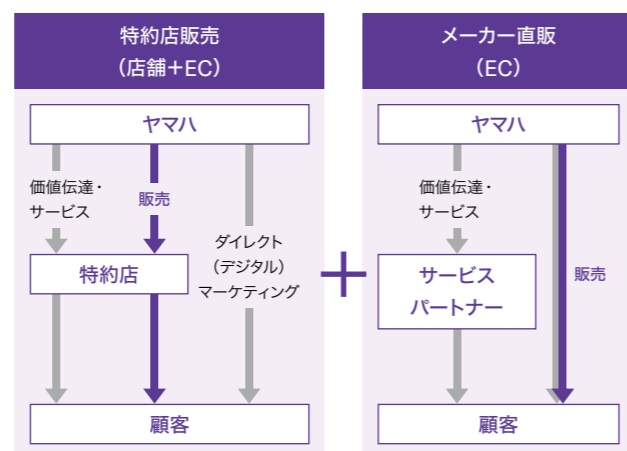 特約店販売
（店舗＋EC）
ヤマハ
価値伝達・
サービス
販売
ダイレクト
（デジタル）
マーケティング
特約店
顧客
メーカー直販
（EC）
ヤマハ
価値伝達・
サービス
サービス
パートナー
販売
顧客